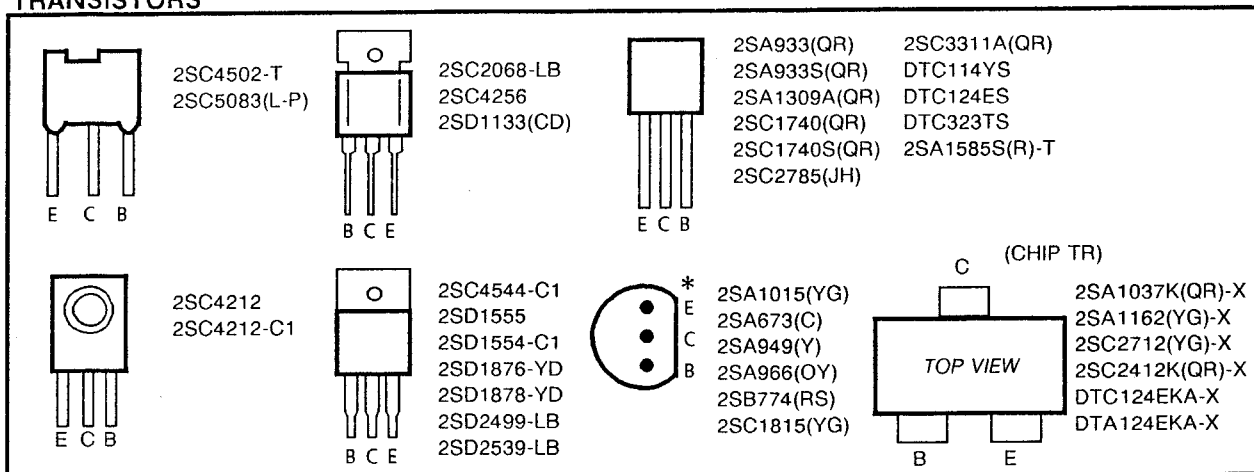 TRANSISTORS
2SC4502-T
2SC5083(L-P)
E C B
2SC2068-LB
2SC4256
2SD1133(CD)
B C E
2SA933(QR)
2SA933S(QR)
2SA1309A(QR)
2SC1740(QR)
2SC1740S(QR)
2SC2785(JH)
2SC3311A(QR)
DTC114YS
DTC124ES
DTC323TS
2SA1585S(R)-T
E C B
2SC4212
2SC4212-C1
E C B
2SC4544-C1
2SD1555
2SD1554-C1
2SD1876-YD
2SD1878-YD
2SD2499-LB
2SD2539-LB
B C E
*
E
C
B
2SA1015(YG)
2SA673(C)
2SA949(Y)
2SA966(OY)
2SB774(RS)
2SC1815(YG)
(CHIP TR)
C
TOP VIEW
B E
2SA1037K(QR)-X
2SA1162(YG)-X
2SC2712(YG)-X
2SC2412K(QR)-X
DTC124EKA-X
DTA124EKA-X